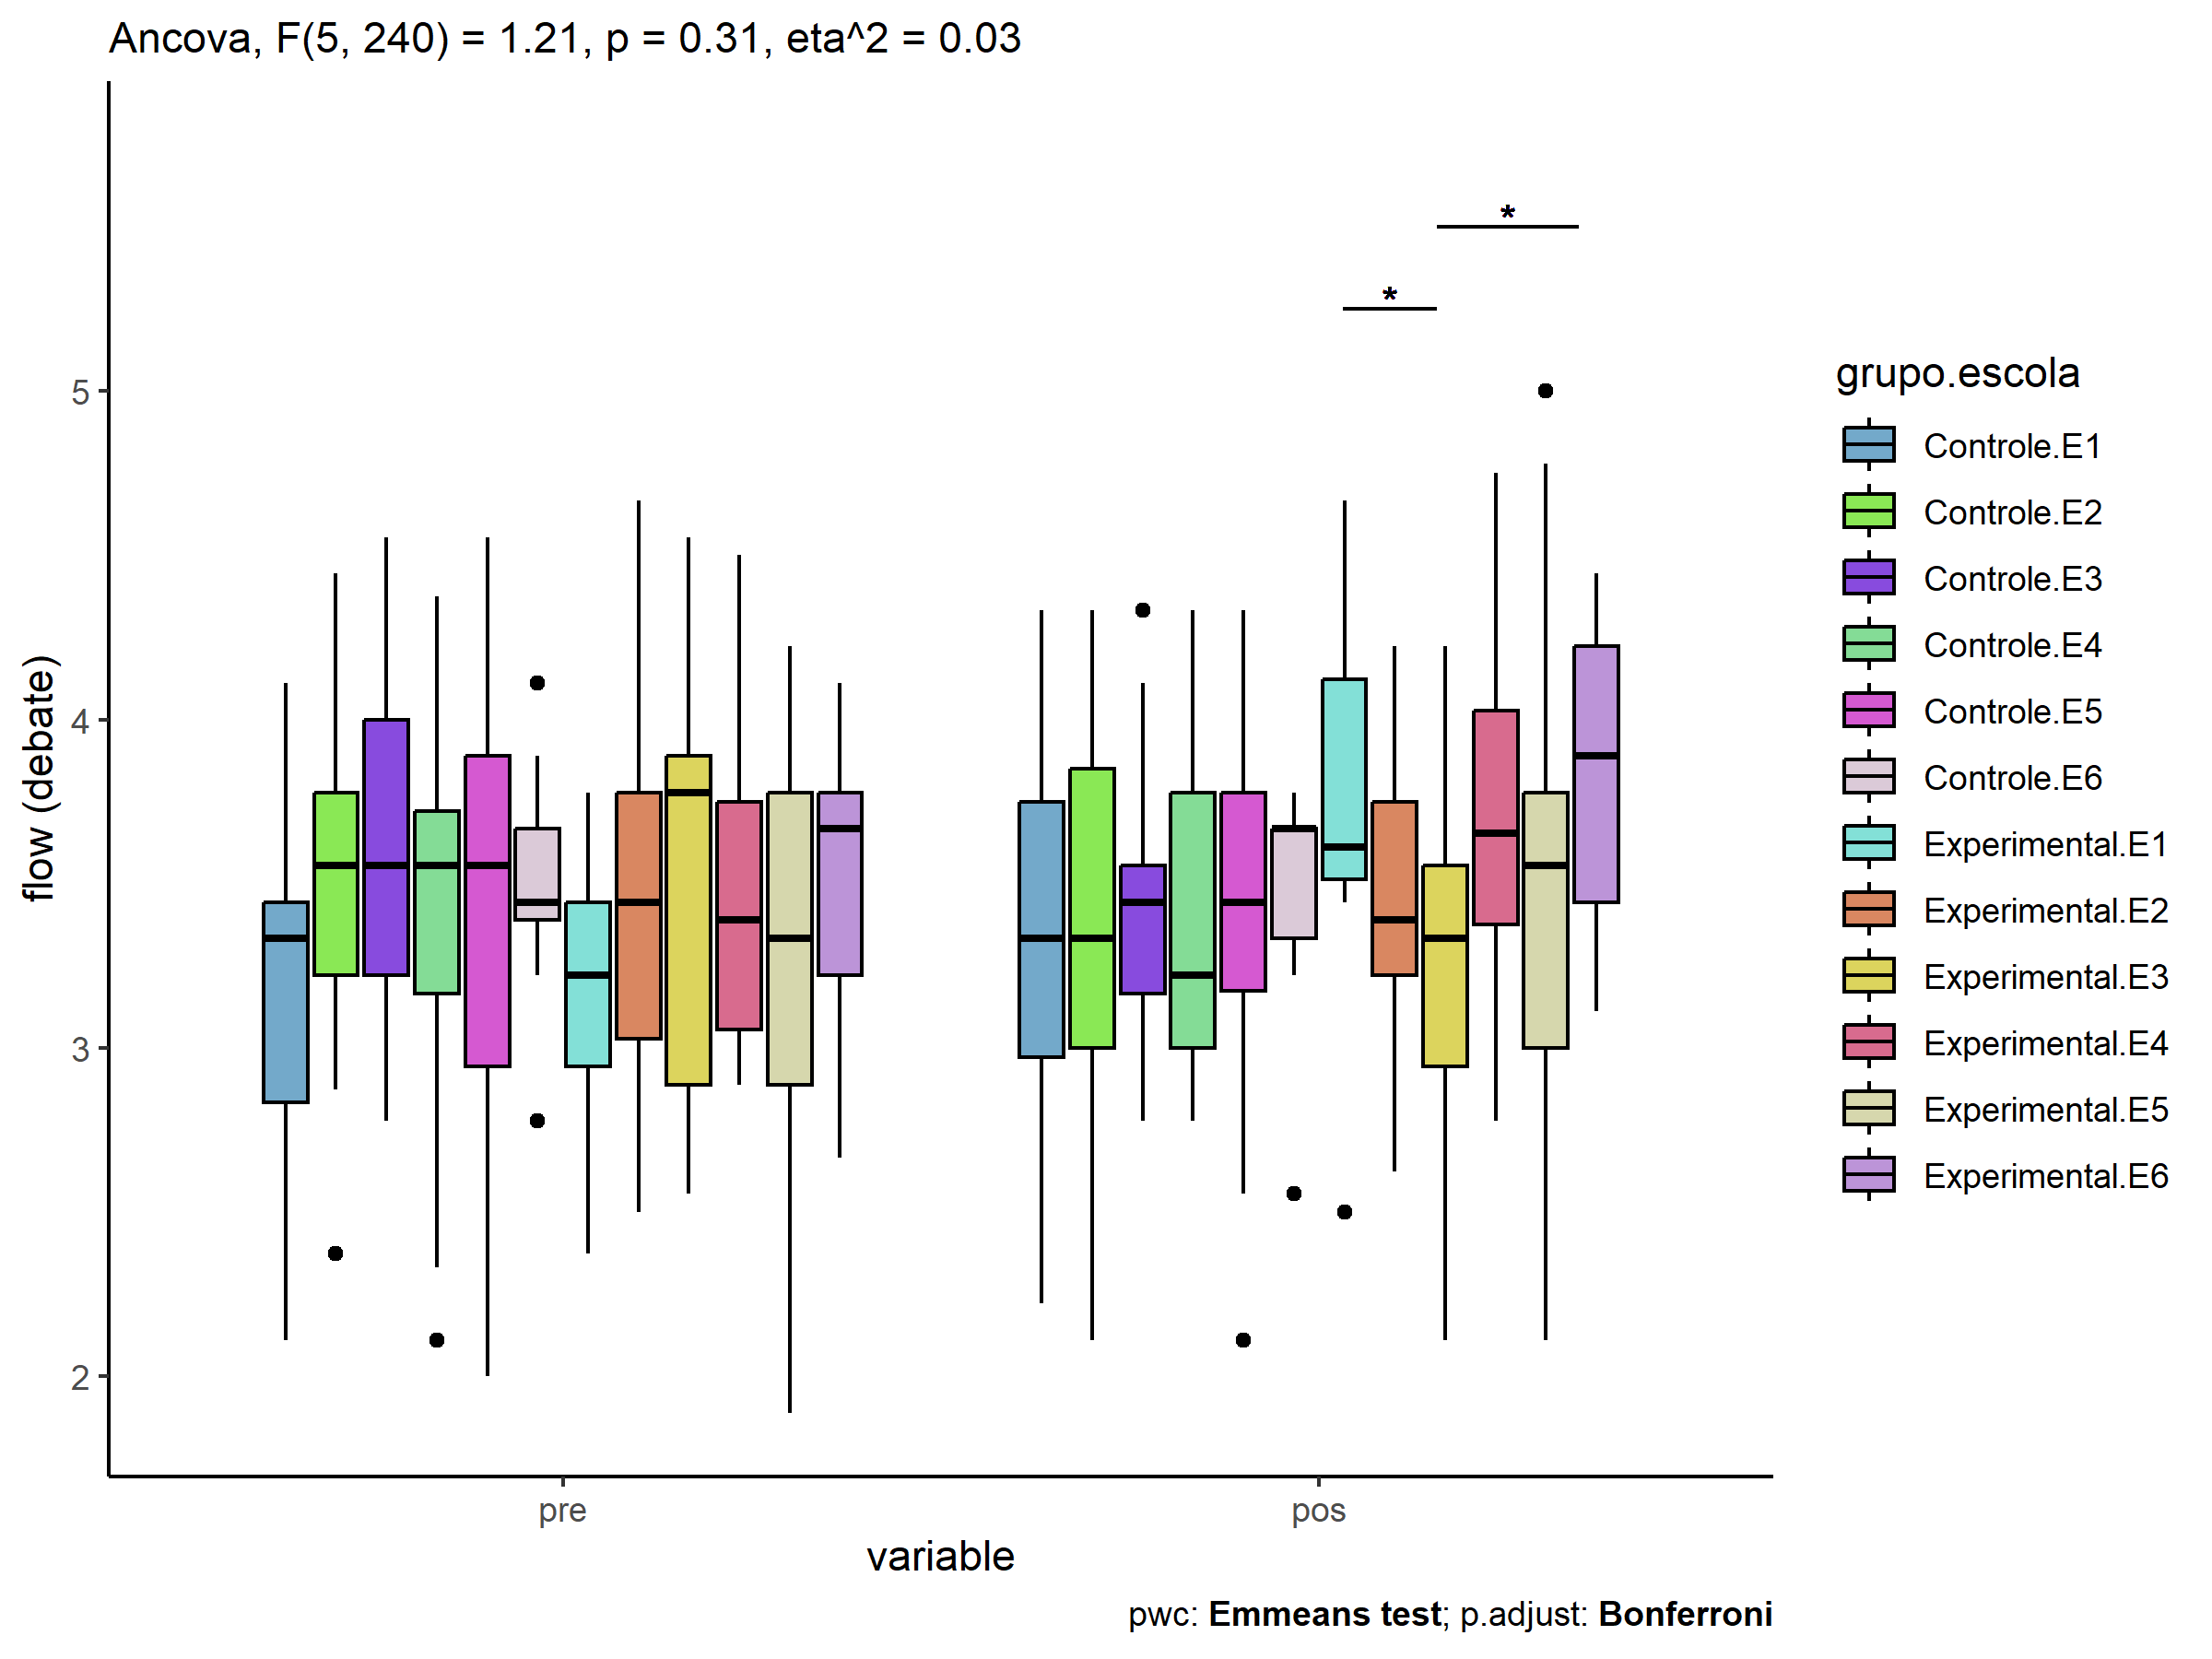 Ancova, F(5, 240) = 1.21, p = 0.31, eta^2 = 0.03
*
*
5
4
3
2
flow (debate)
pre
pos
variable
pwc: Emmeans test; p.adjust: Bonferroni
grupo.escola
Controle.E1
Controle.E2
Controle.E3
Controle.E4
Controle.E5
Controle.E6
Experimental.E1
Experimental.E2
Experimental.E3
Experimental.E4
Experimental.E5
Experimental.E6